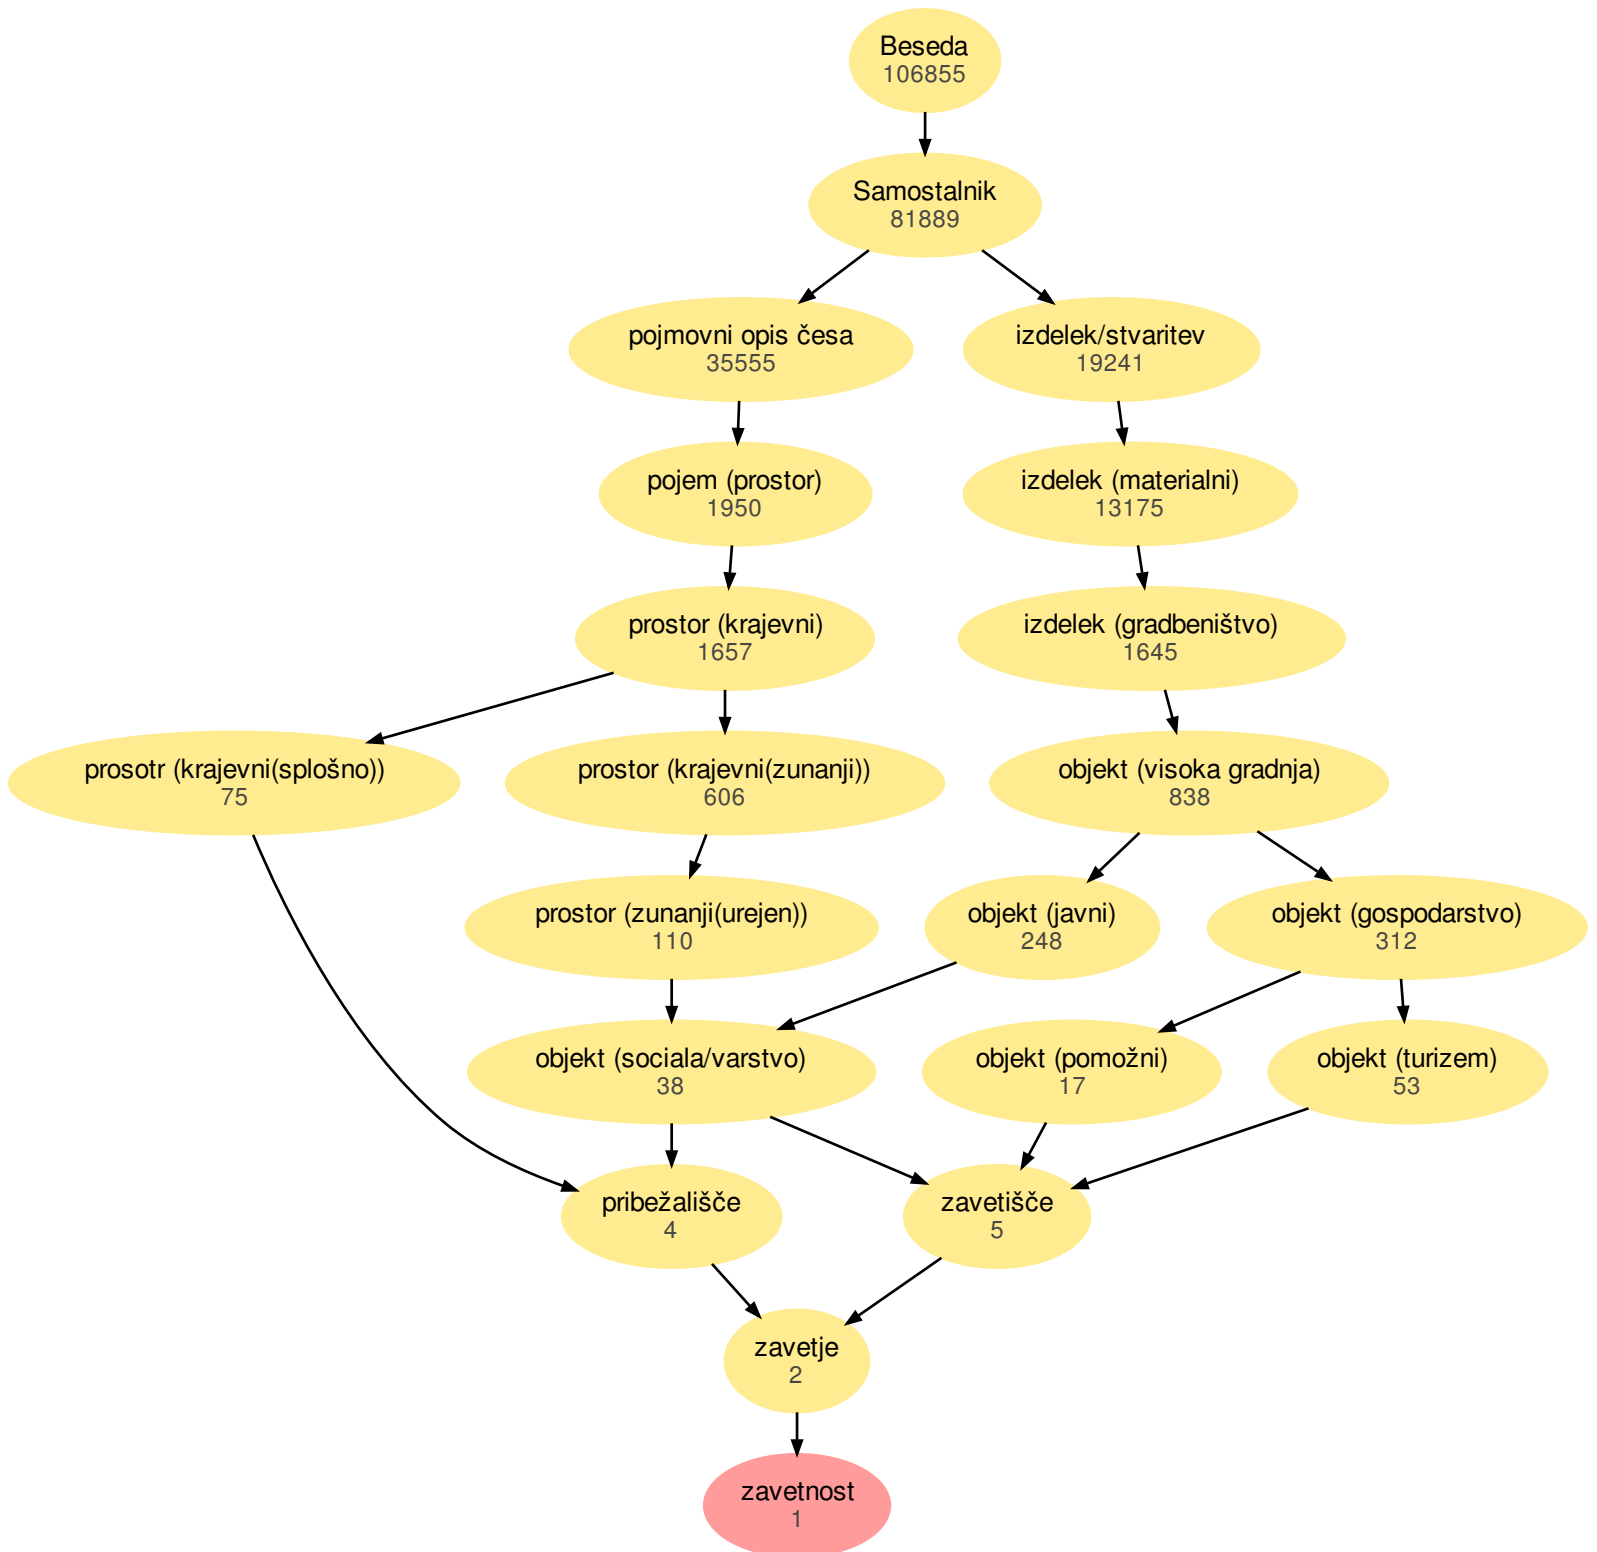 Beseda
106855
Samostalnik
81889
pojmovni opis česa
35555
izdelek/stvaritev
19241
pojem (prostor)
1950
izdelek (materialni)
13175
prostor (krajevni)
1657
izdelek (gradbeništvo)
1645
prosotr (krajevni(splošno))
75
prostor (krajevni(zunanji))
606
objekt (visoka gradnja)
838
prostor (zunanji(urejen))
110
objekt (javni)
248
objekt (gospodarstvo)
312
objekt (sociala/varstvo)
38
objekt (pomožni)
17
objekt (turizem)
53
pribežališče
4
zavetišče
5
zavetje
2
zavetnost
1